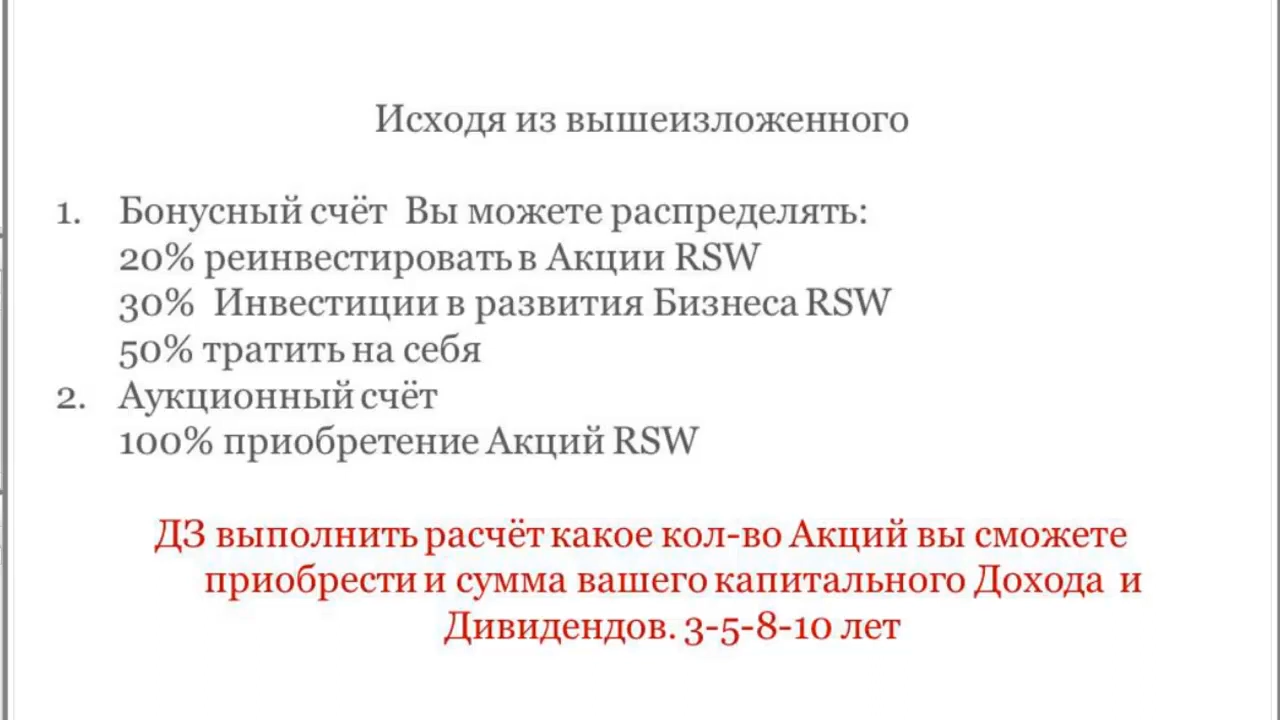 Исходя из вышеизложенного
1. Бонусный счёт Вы можете распределять:
20% реинвестировать в Акции RSW
30% Инвестиции в развития Бизнеса RSW
50% тратить на себя
2. Аукционный счёт
100% приобретение Акций RSW
ДЗ выполнить расчёт какое кол-во Акций вы сможете
приобрести и сумма вашего капитального Дохода и
Дивидендов. 3-5-8-10 лет